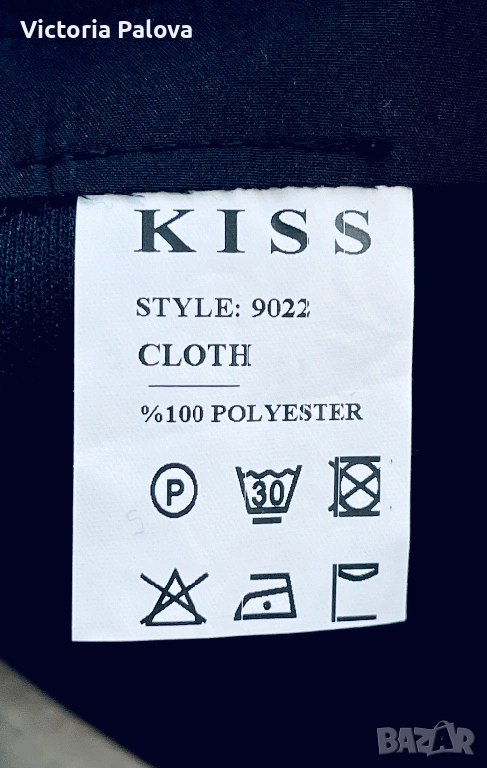 Victoria Palova
KISS
STYLE: 9022
CLOTH
%100 POLYESTER
P
30
BAZAR